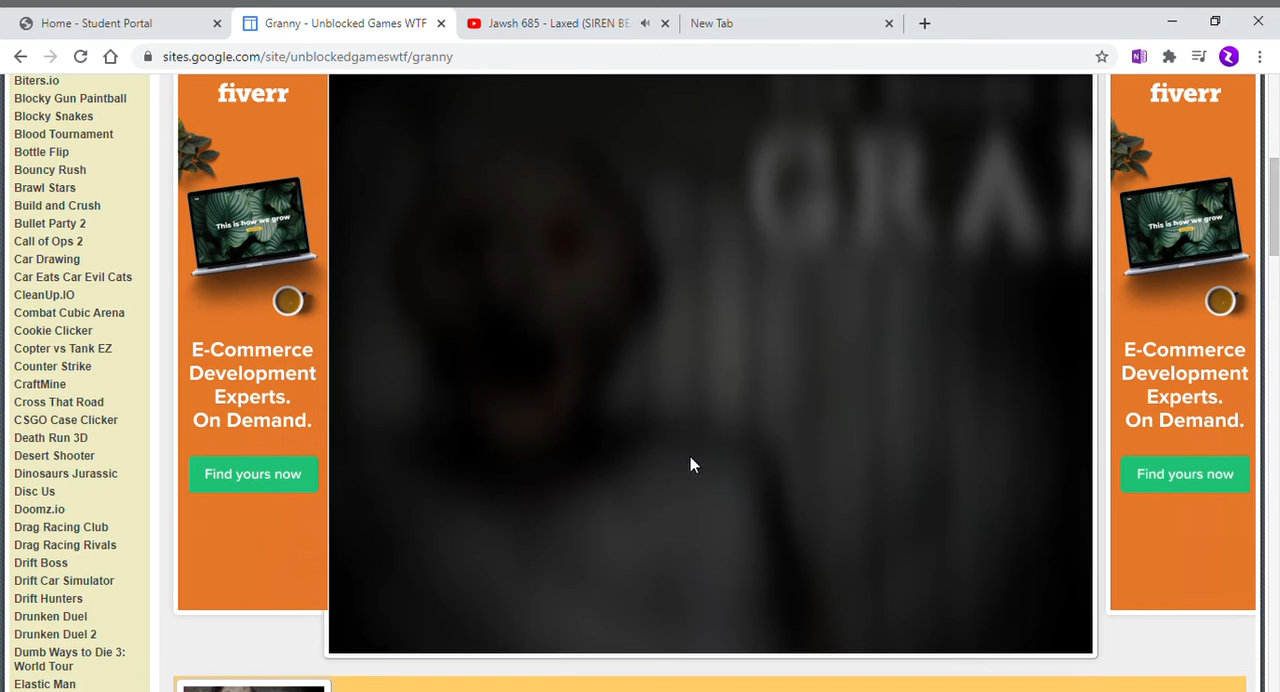 Home - Student Portal
Granny - Unblocked Games WTF
Jawsh 685 - Laxed (SIREN BE
New Tab
sites.google.com/site/unblockedgameswtf/granny
Biters.io
Blocky Gun Paintball
Blocky Snakes
Blood Tournament
Bottle Flip
Bouncy Rush
Brawl Stars
Build and Crush
Bullet Party 2
Call of Ops 2
Car Drawing
Car Eats Car Evil Cats
CleanUp.IO
Combat Cubic Arena
Cookie Clicker
Copter vs Tank EZ
Counter Strike
CraftMine
Cross That Road
CSGO Case Clicker
Death Run 3D
Desert Shooter
Dinosaurs Jurassic
Disc Us
Doomz.io
Drag Racing Club
Drag Racing Rivals
Drift Boss
Drift Car Simulator
Drift Hunters
Drunken Duel
Drunken Duel 2
Dumb Ways to Die 3:
World Tour
Elastic Man
fiverr
This is how we grow
E-Commerce
Development
Experts.
On Demand.
Find yours now
GRAN
fiverr
This is how we grow
E-Commerce
Development
Experts.
On Demand.
Find yours now